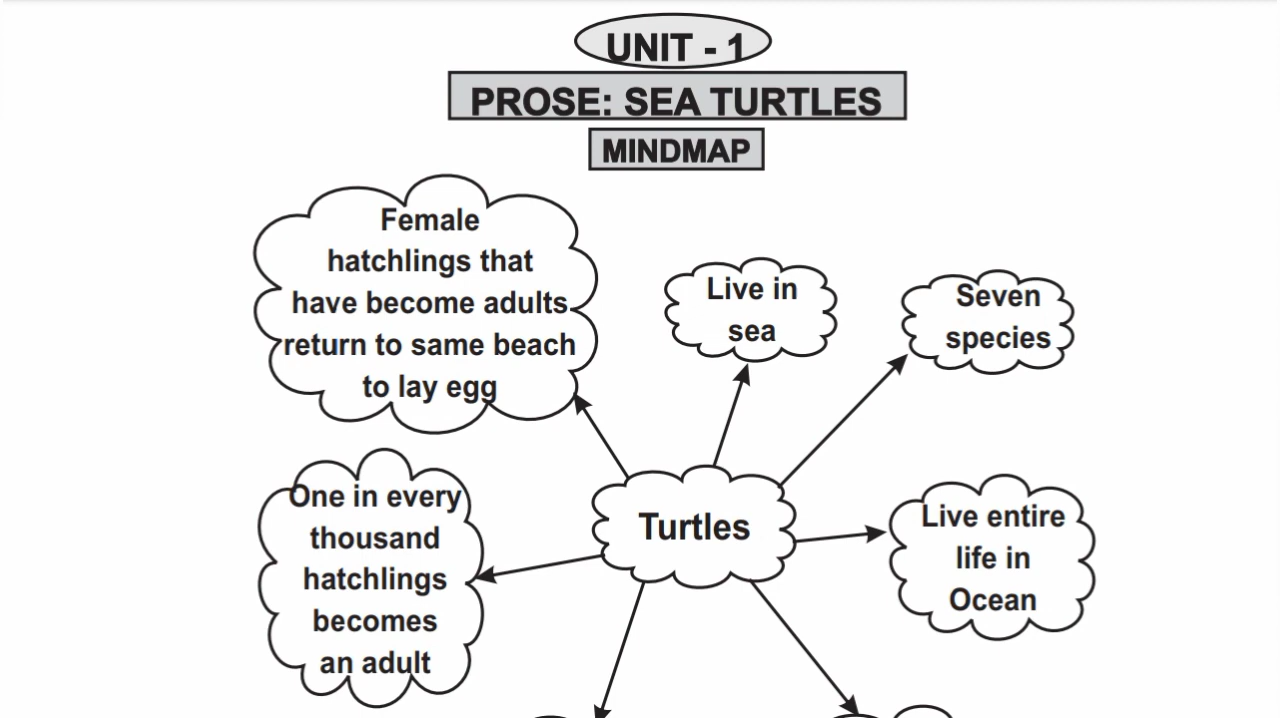 UNIT - 1
PROSE: SEA TURTLES
MINDMAP
Female
hatchlings that
have become adults
return to same beach
to lay egg
Live in
sea
Seven
species
One in every
thousand
hatchlings
becomes
an adult
Turtles
Live entire
life in
Ocean